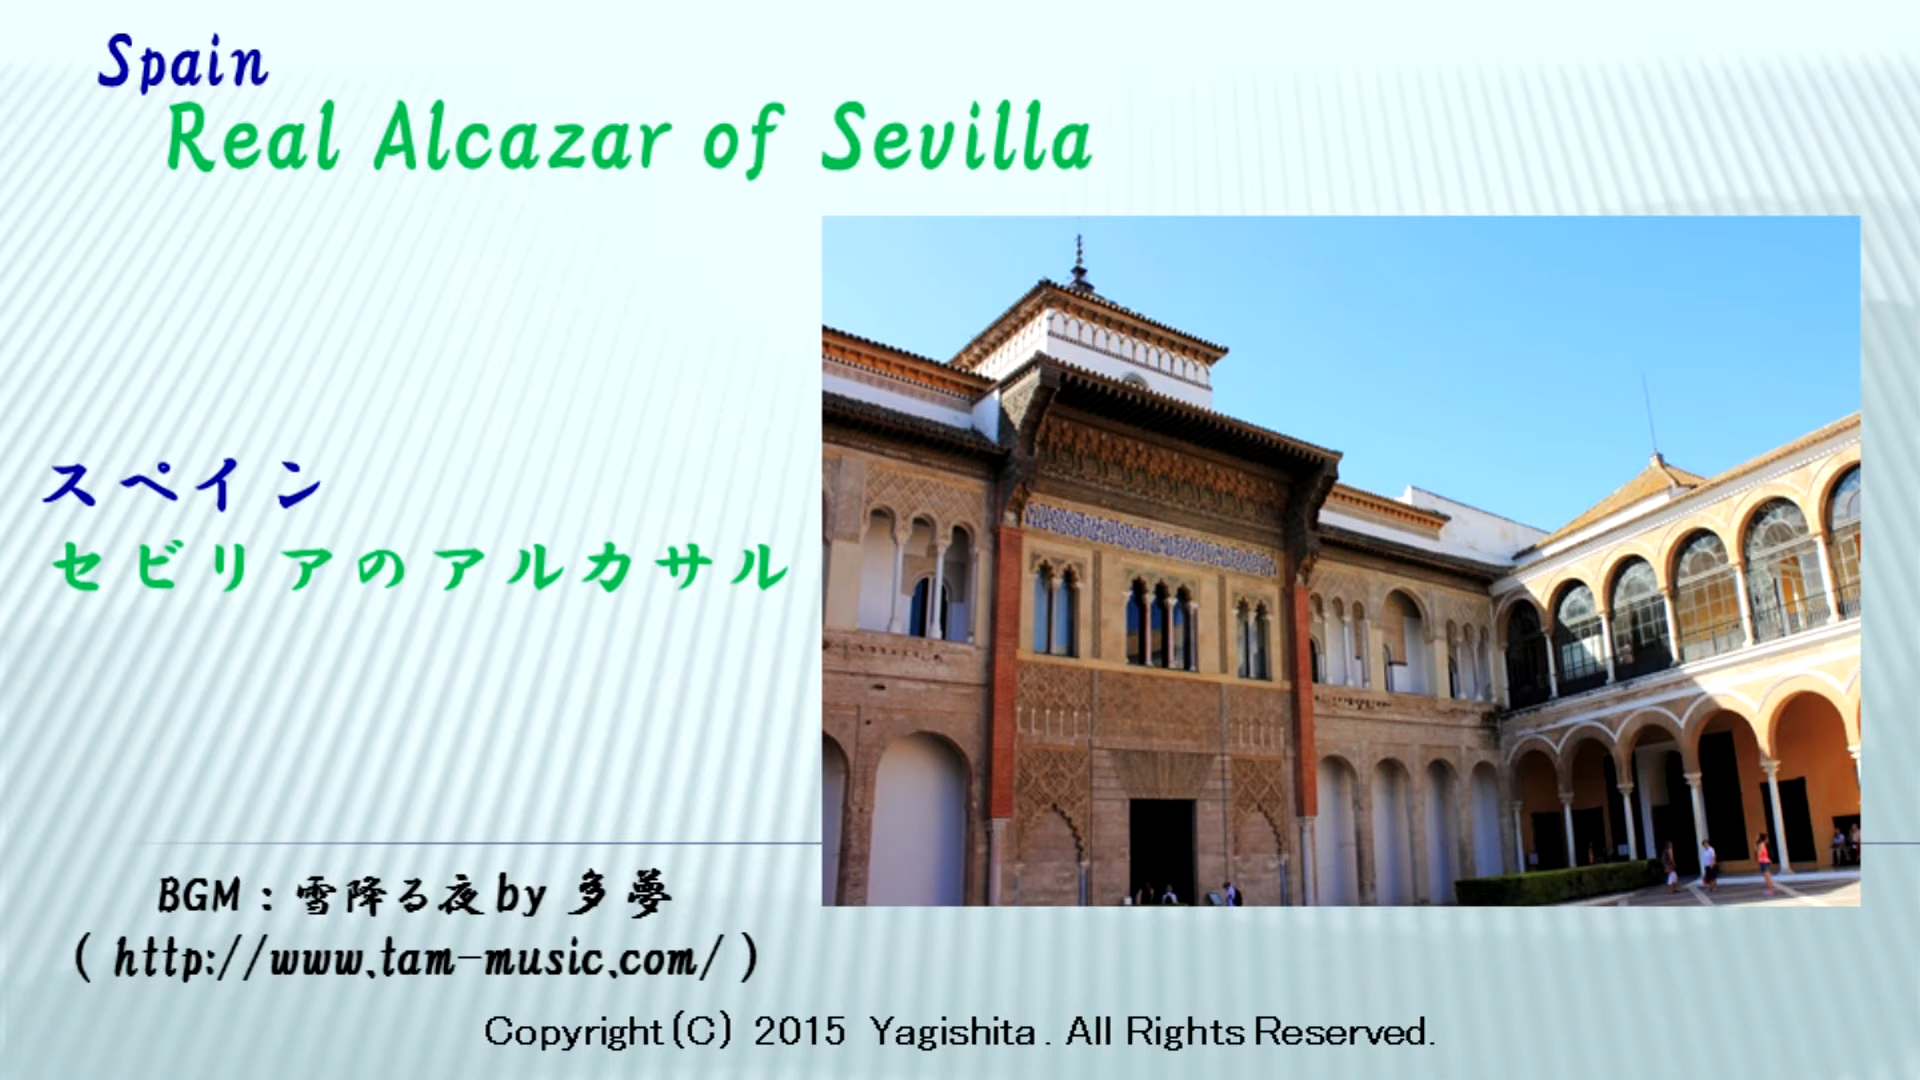 Spain
Real Alcazar of Sevilla
スペイン
セビリアのアルカサル
BGM：雪降る夜by 多夢
( http://www.tam-music.com/ )
Copyright(C) 2015 Yagishita. All Rights Reserved.